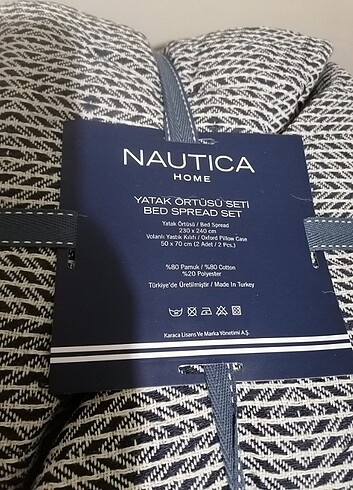 NAUTICA
HOME
YATAK ÖRTÜSÜ SETİ
BED SPREAD SET
Yatak Örtüsü / Bed Spread
230 x 240 cm
Volanlı Yastık Kılıfı / Oxford Pillow Case
50 x 70 cm (2 Adet / 2 Pcs.)
%80 Pamuk / %80 Cotton
%20 Polyester
Türkiye'de Üretilmiştir / Made In Turkey
Karaca Lisans Ve Marka Yönetimi A.Ş.